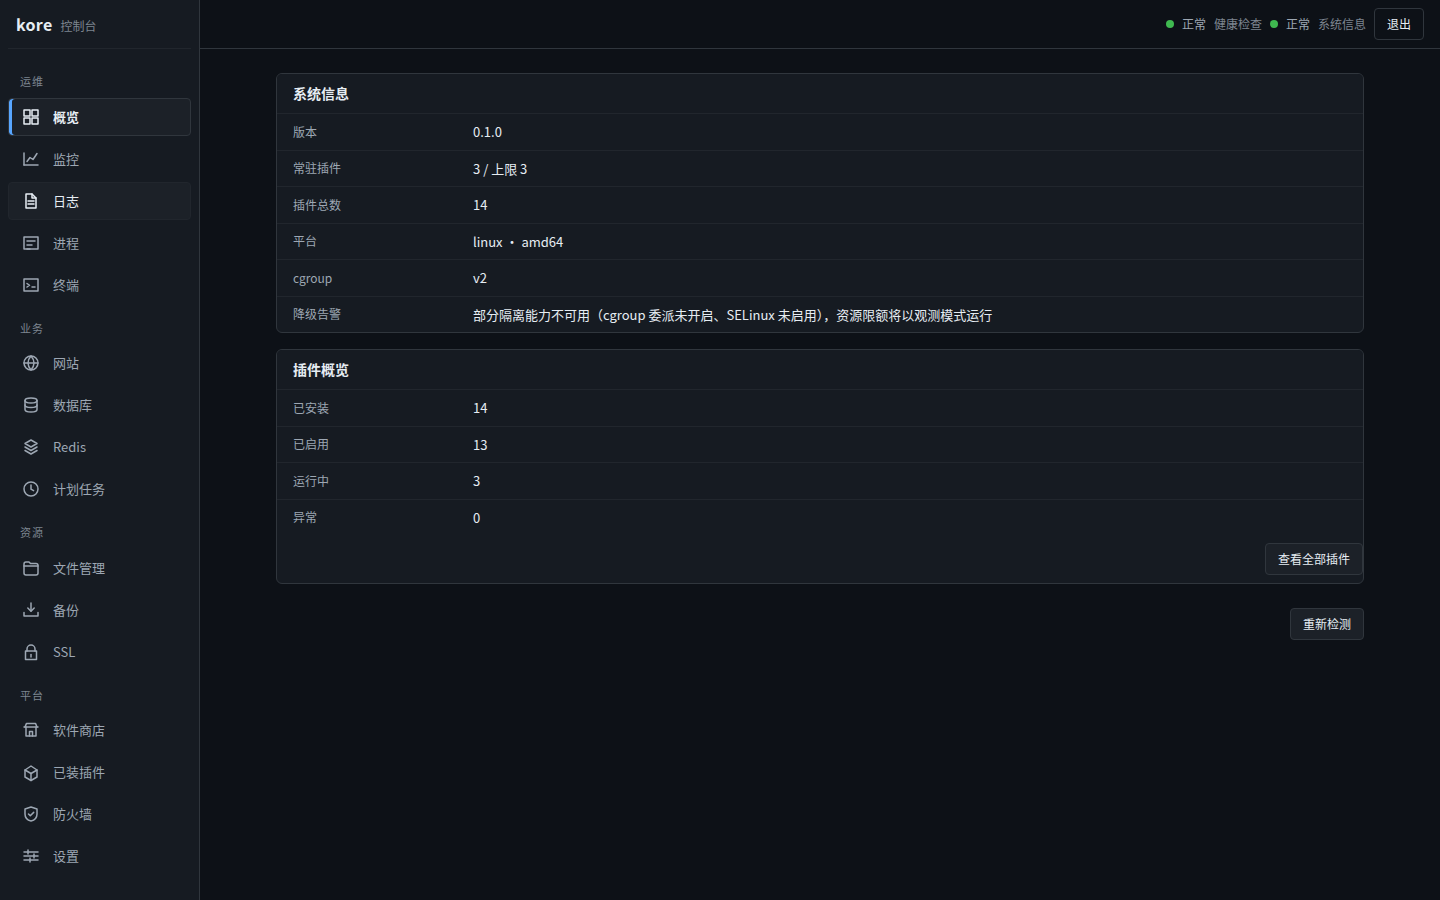 kore 控制台
正常 健康检查 正常 系统信息 退出
运维
概览
监控
日志
进程
终端
业务
网站
数据库
Redis
计划任务
资源
文件管理
备份
SSL
平台
软件商店
已装插件
防火墙
设置
系统信息
版本 0.1.0
常驻插件 3 / 上限 3
插件总数 14
平台 linux · amd64
cgroup v2
降级告警 部分隔离能力不可用（cgroup 委派未开启、SELinux 未启用），资源限额将以观测模式运行
插件概览
已安装 14
已启用 13
运行中 3
异常 0
查看全部插件
重新检测